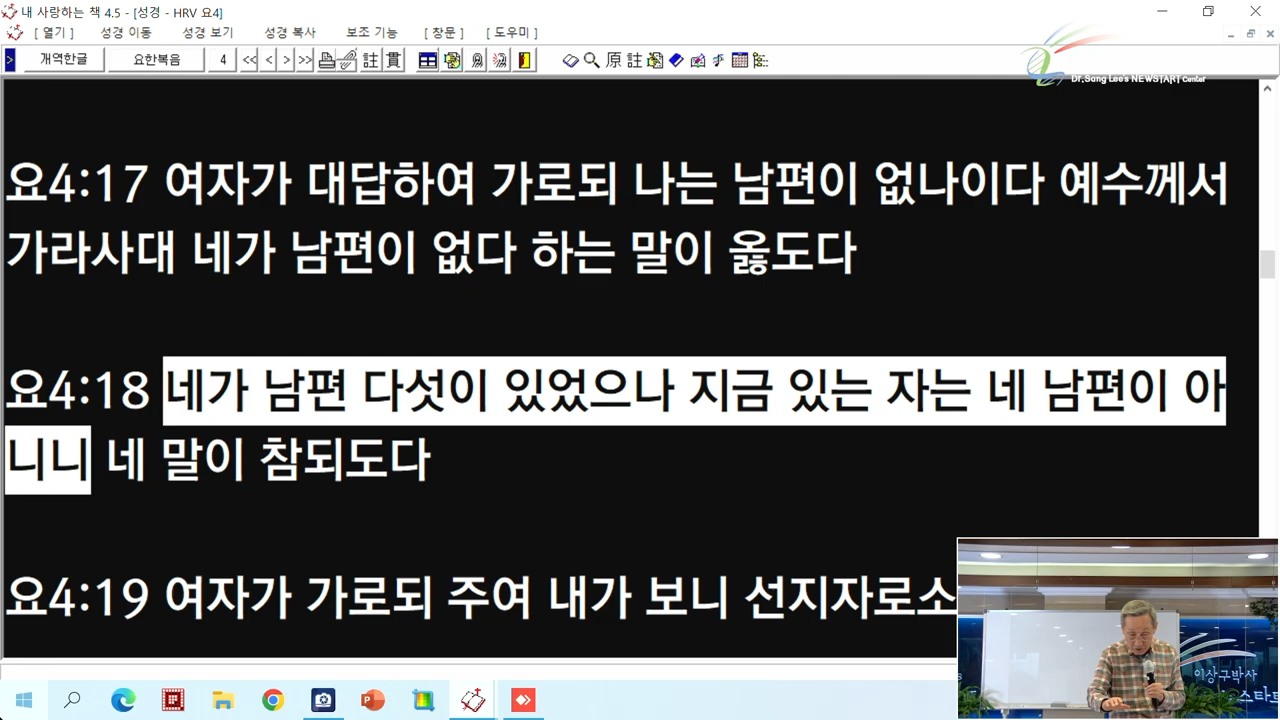 내 사랑하는 책 4.5 - [성경 - HRV 요4]
[ 열기 ] 성경 이동 성경 보기 성경 복사 보조 기능 [ 창문 ] [ 도우미 ]
> 개역한글 요한복음 4 << < > >> 註 貫 原 註
Dr.Sang Lee's NEWSTART Center
요4:17 여자가 대답하여 가로되 나는 남편이 없나이다 예수께서
가라사대 네가 남편이 없다 하는 말이 옳도다
요4:18 네가 남편 다섯이 있었으나 지금 있는 자는 네 남편이 아
니니 네 말이 참되도다
요4:19 여자가 가로되 주여 내가 보니 선지자로소
이상구박사
스타트